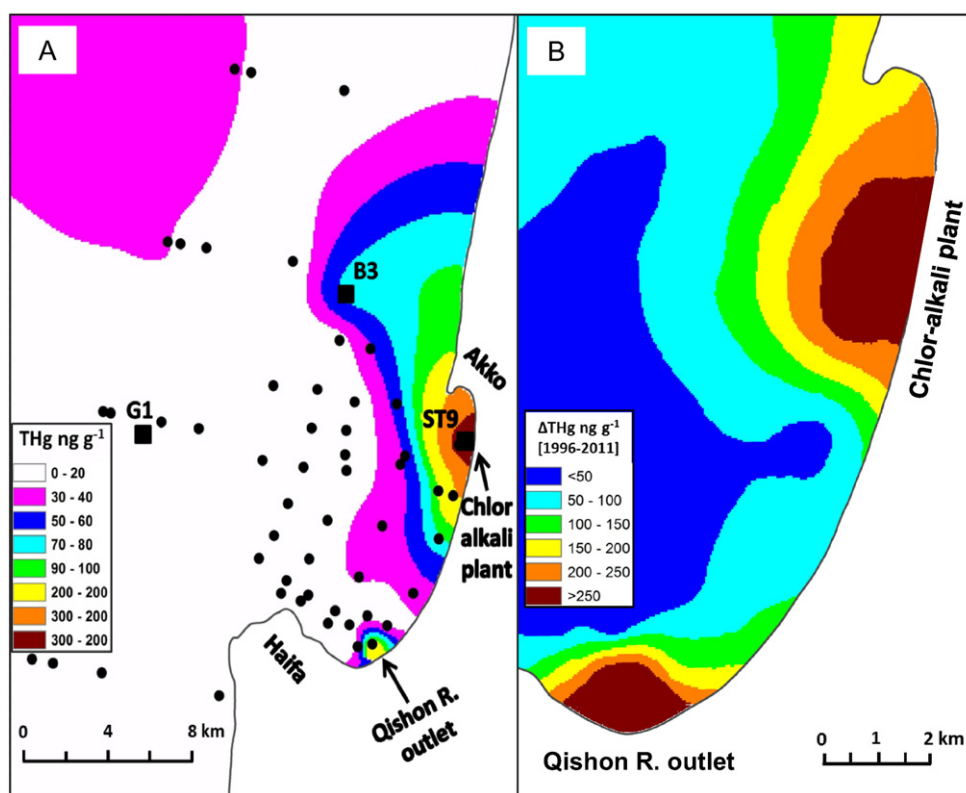 A
B3
Akko
G1
ST9
Chlor
alkali
plant
THg ng g-1
0 - 20
30 - 40
50 - 60
70 - 80
90 - 100
200 - 200
300 - 200
300 - 200
Haifa
Qishon R.
outlet
0 4 8 km
B
Chlor-alkali plant
ΔTHg ng g-1
[1996-2011]
<50
50 - 100
100 - 150
150 - 200
200 - 250
>250
Qishon R. outlet
0 1 2 km